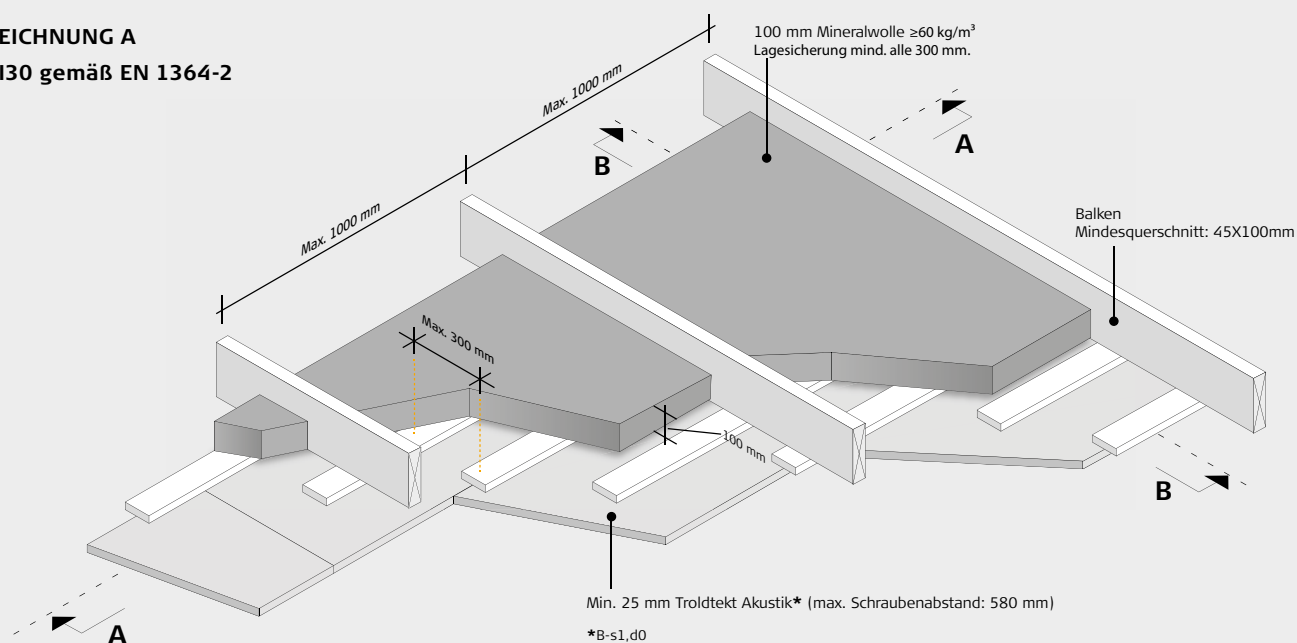 EICHNUNG A
I30 gemäß EN 1364-2
100 mm Mineralwolle ≥60 kg/m³
Lagesicherung mind. alle 300 mm.
Max. 1000 mm
A
B
Max. 1000 mm
Balken
Mindesquerschnitt: 45X100mm
Max. 300 mm
100 mm
B
Min. 25 mm Troldtekt Akustik* (max. Schraubenabstand: 580 mm)
A
*B-s1,d0